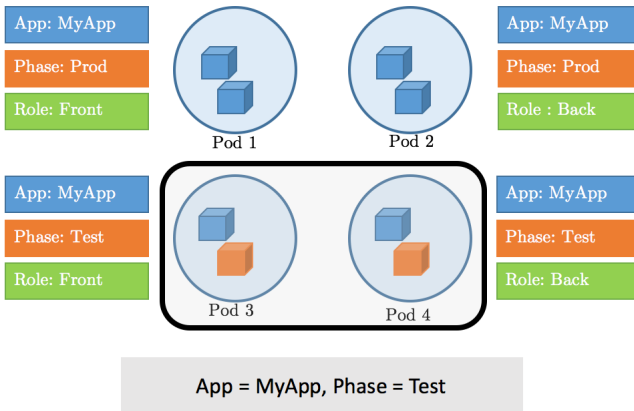 App: MyApp
Phase: Prod
Role: Front
Pod 1
Pod 2
App: MyApp
Phase: Prod
Role : Back
App: MyApp
Phase: Test
Role: Front
Pod 3
Pod 4
App: MyApp
Phase: Test
Role: Back
App = MyApp, Phase = Test